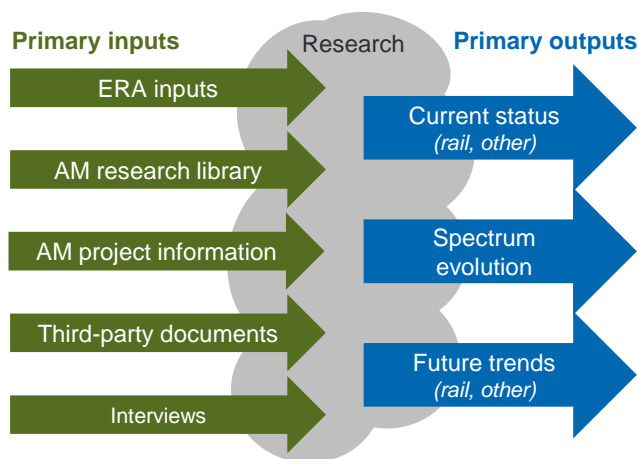 Primary inputs
Research
Primary outputs
ERA inputs
AM research library
AM project information
Third-party documents
Interviews
Current status
(rail, other)
Spectrum
evolution
Future trends
(rail, other)